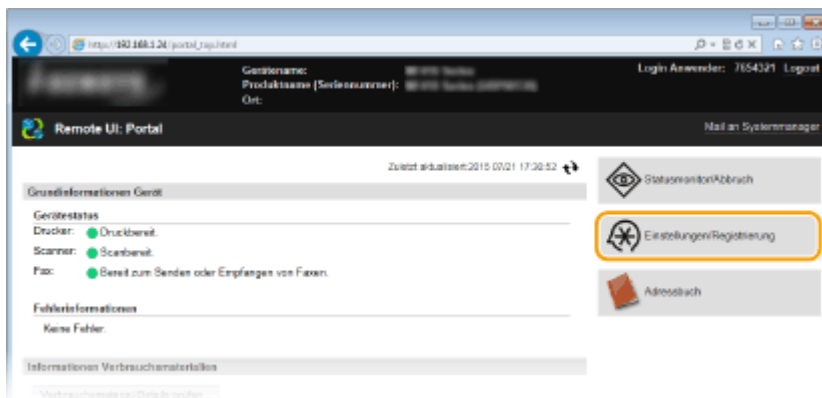 http://192.168.1.24/portal_top.html
Gerätename:
Produktname (Seriennummer):
Ort:
Login Anwender: 7654321 Logout
Remote UI: Portal
Mail an Systemmanager
Zuletzt aktualisiert:2015 07/21 17:30:52
Grundinformationen Gerät
Gerätestatus
Drucker: Druckbereit.
Scanner: Scanbereit.
Fax: Bereit zum Senden oder Empfangen von Faxen.
Fehlerinformationen
Keine Fehler.
Informationen Verbrauchsmaterialien
Statusmonitor/Abbruch
Einstellungen/Registrierung
Adressbuch